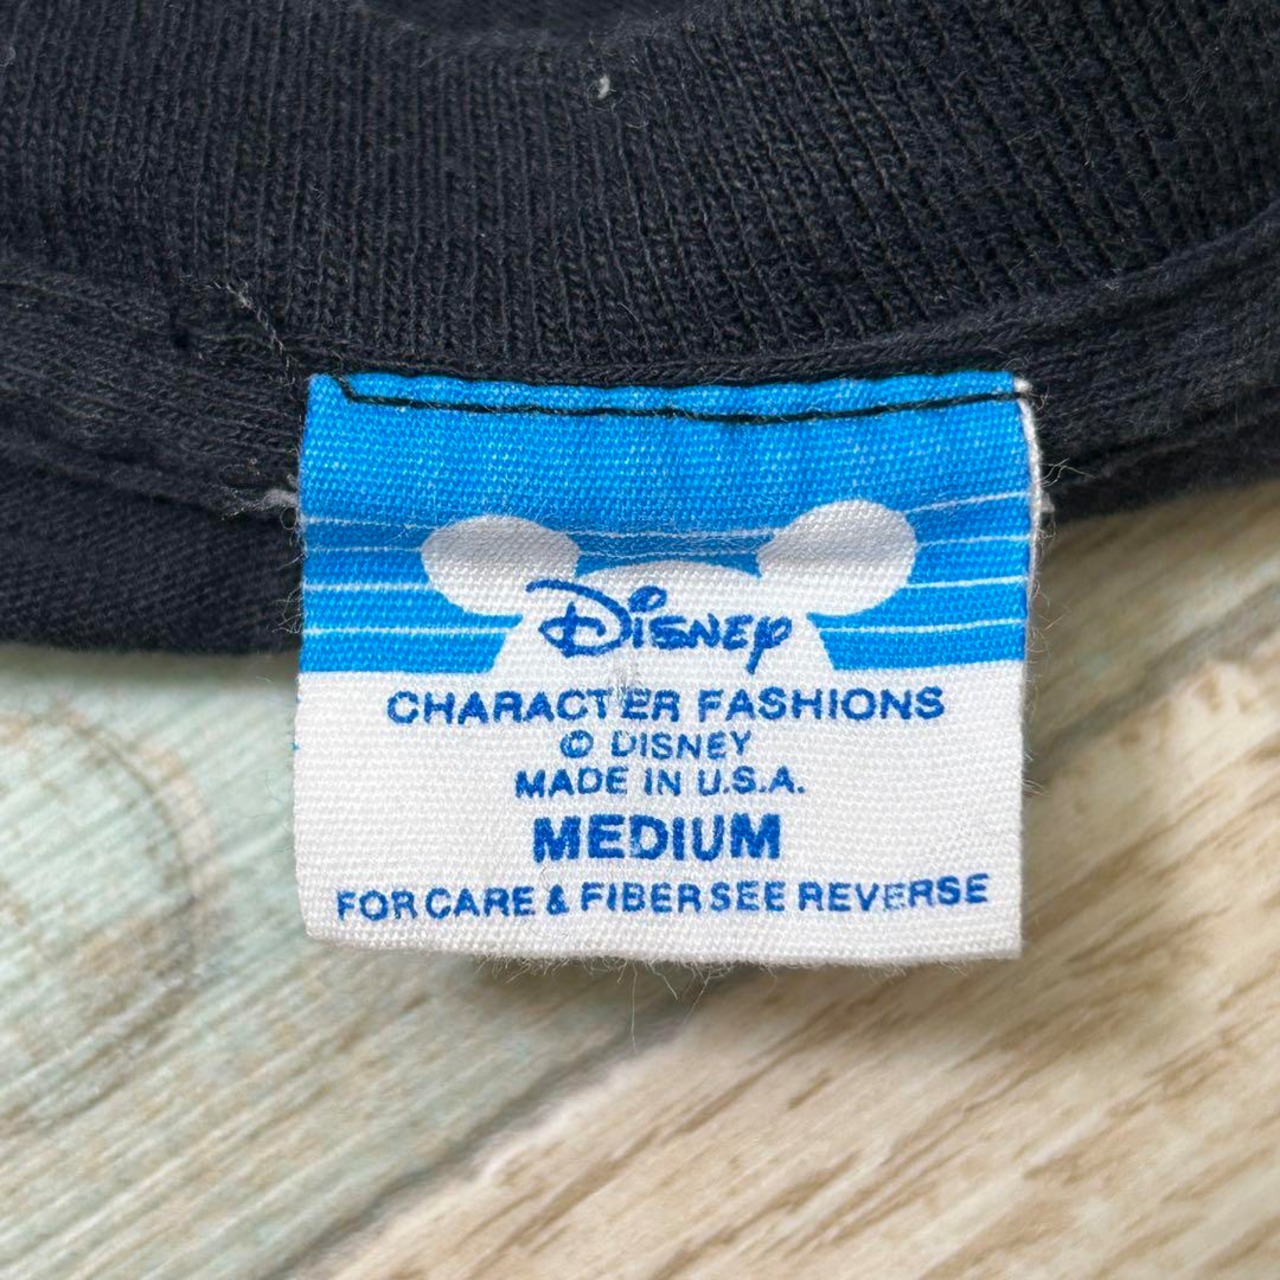 Disney
CHARACTER FASHIONS
© DISNEY
MADE IN U.S.A.
MEDIUM
FOR CARE & FIBER SEE REVERSE